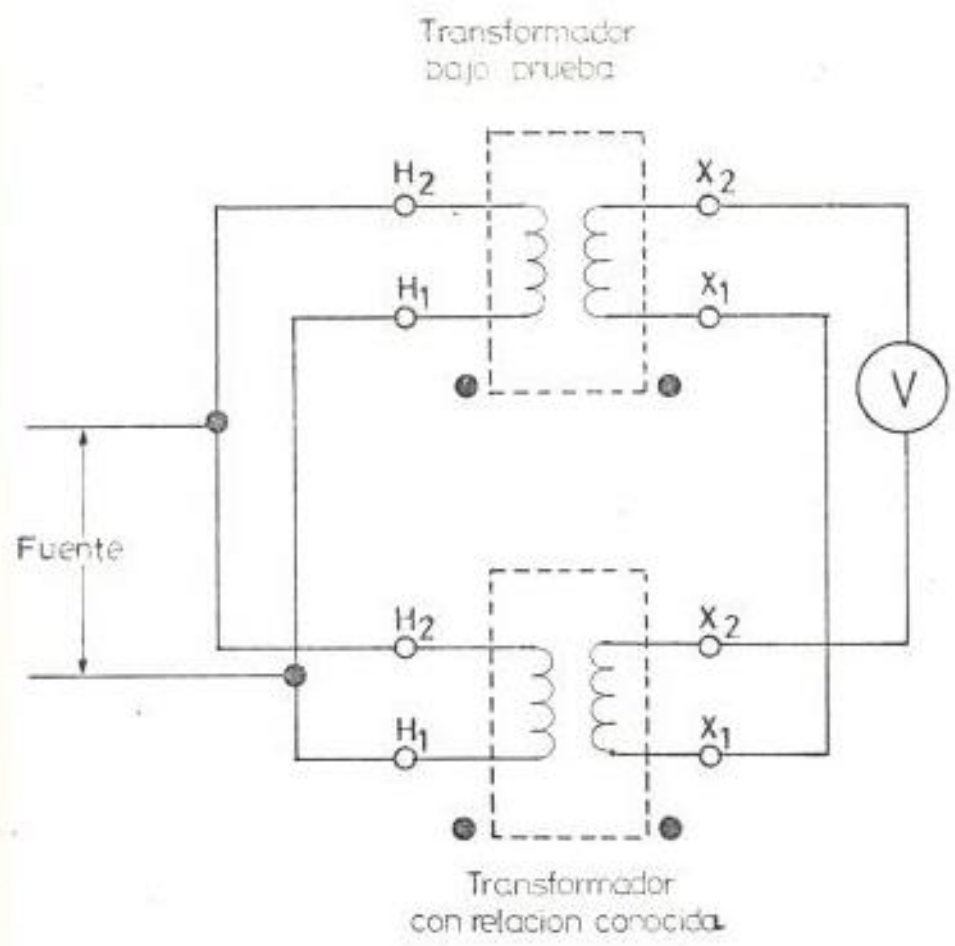 Transformador
bajo prueba
H2
X2
H1
X1
V
Fuente
H2
X2
H1
X1
Transformador
con relacion conocida